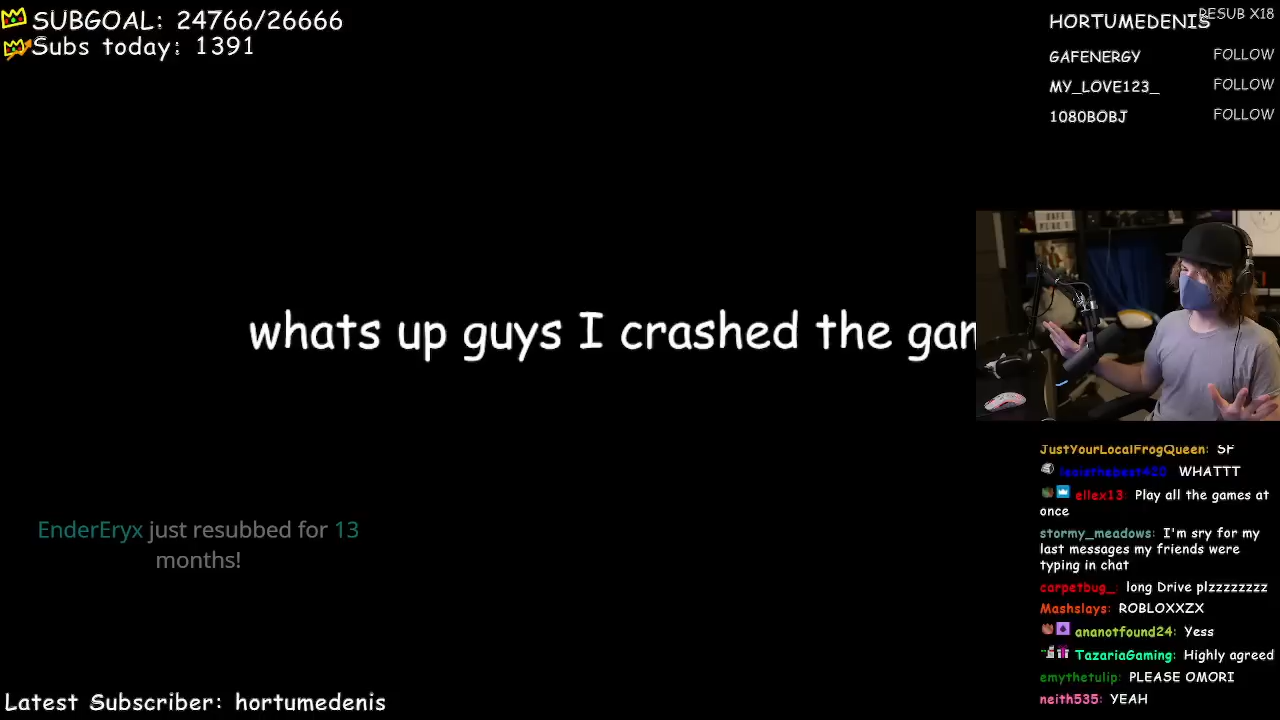 SUBGOAL: 24766/26666
Subs today: 1391
RESUB X18
HORTUMEDENIS
GAFENERGY FOLLOW
MY_LOVE123_ FOLLOW
1080BOBJ FOLLOW
whats up guys I crashed the gam
EnderEryx just resubbed for 13
months!
JustYourLocalFrogQueen: SF
louisthebest420 WHATTT
ellex13: Play all the games at
once
stormy_meadows: I'm sry for my
last messages my friends were
typing in chat
carpetbug_: long Drive plzzzzzzzz
Mashslays: ROBLOXXZX
ananotfound24: Yess
TazariaGaming: Highly agreed
emythetulip: PLEASE OMORI
neith535: YEAH
Latest Subscriber: hortumedenis